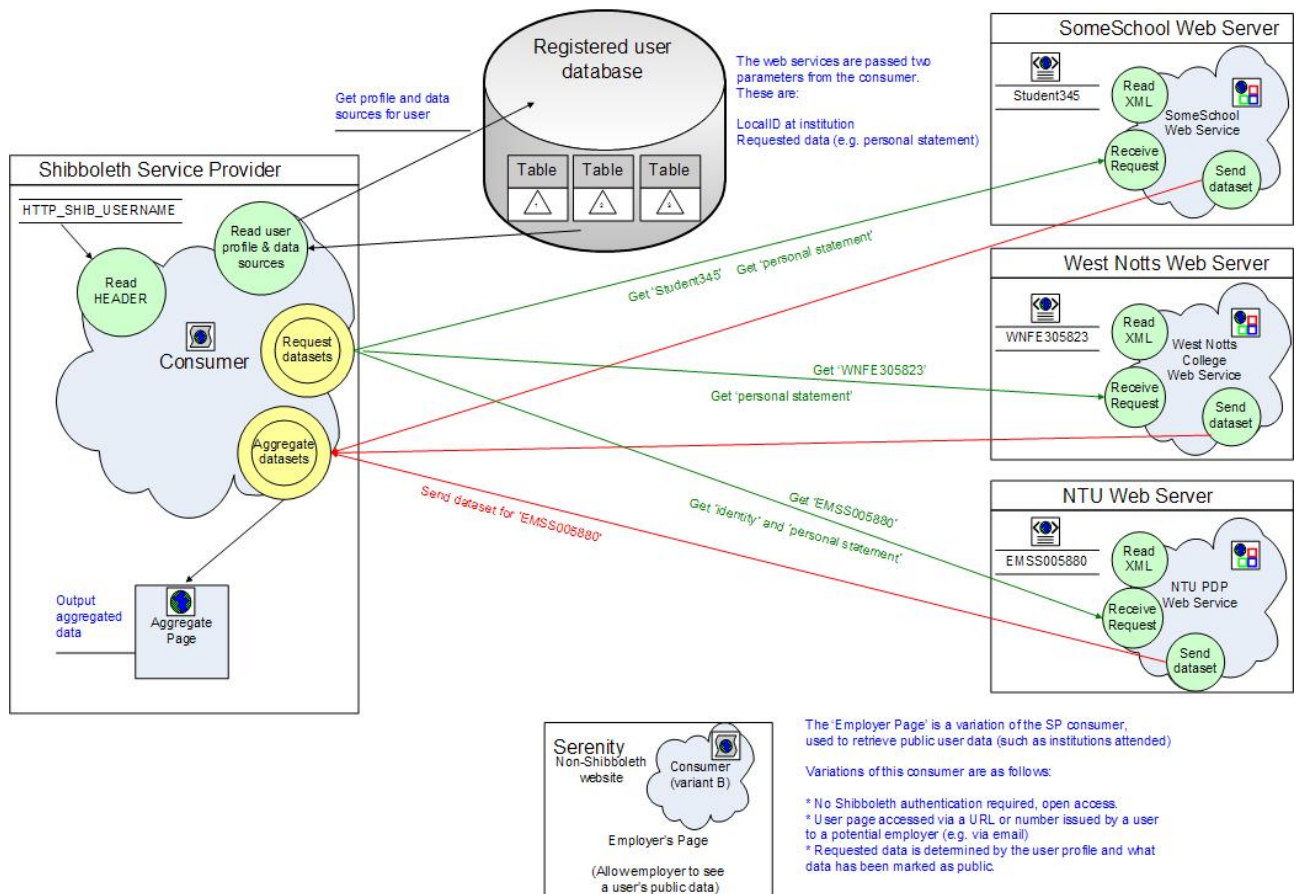 Registered user
database
Table
Table
Table
1
2
3
Get profile and data
sources for user
The web services are passed two
parameters from the consumer.
These are:
LocalID at institution
Requested data (e.g. personal statement)
Shibboleth Service Provider
HTTP_SHIB_USERNAME
Read
HEADER
Read user
profile & data
sources
Consumer
Request
datasets
Aggregate
datasets
Output
aggregated
data
Aggregate
Page
Get 'Student345'
Get 'personal statement'
Get 'WNFE305823'
Get 'personal statement'
Get 'EMSS005880'
Get 'identity' and 'personal statement'
Send dataset for 'EMSS005880'
SomeSchool Web Server
Student345
Read
XML
SomeSchool
Web Service
Receive
Request
Send
dataset
West Notts Web Server
WNFE305823
Read
XML
West Notts
College
Web Service
Receive
Request
Send
dataset
NTU Web Server
EMSS005880
Read
XML
NTU PDP
Web Service
Receive
Request
Send
dataset
Serenity
Non-Shibboleth
website
Consumer
(variant B)
Employer's Page
(Allow employer to see
a user's public data)
The 'Employer Page' is a variation of the SP consumer,
used to retrieve public user data (such as institutions attended)
Variations of this consumer are as follows:
* No Shibboleth authentication required, open access.
* User page accessed via a URL or number issued by a user
to a potential employer (e.g. via email)
* Requested data is determined by the user profile and what
data has been marked as public.